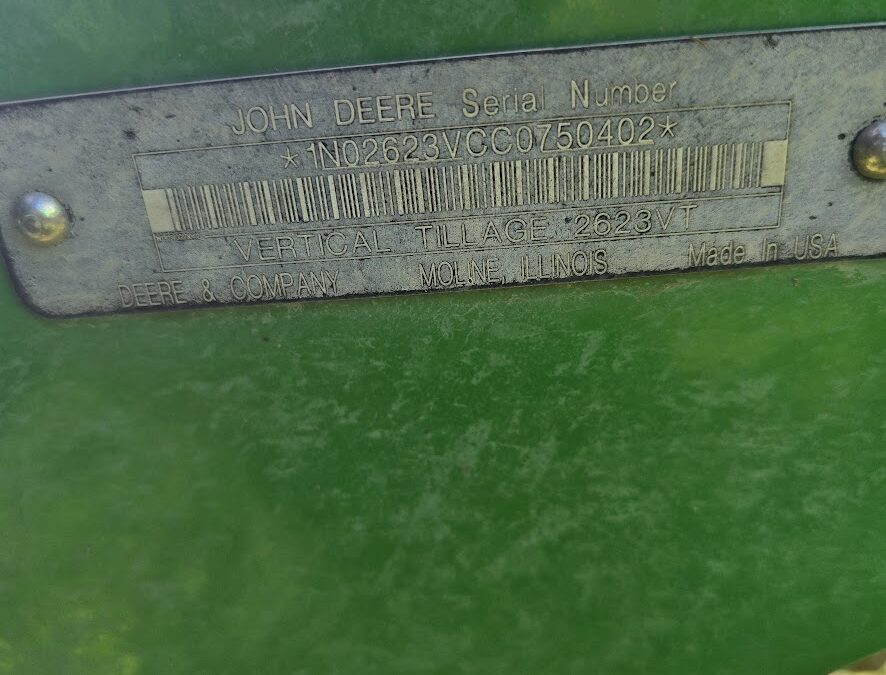 JOHN DEERE Serial Number
*1N02623VCC0750402*
VERTICAL TILLAGE 2623VT
DEERE & COMPANY MOLINE, ILLINOIS Made In USA